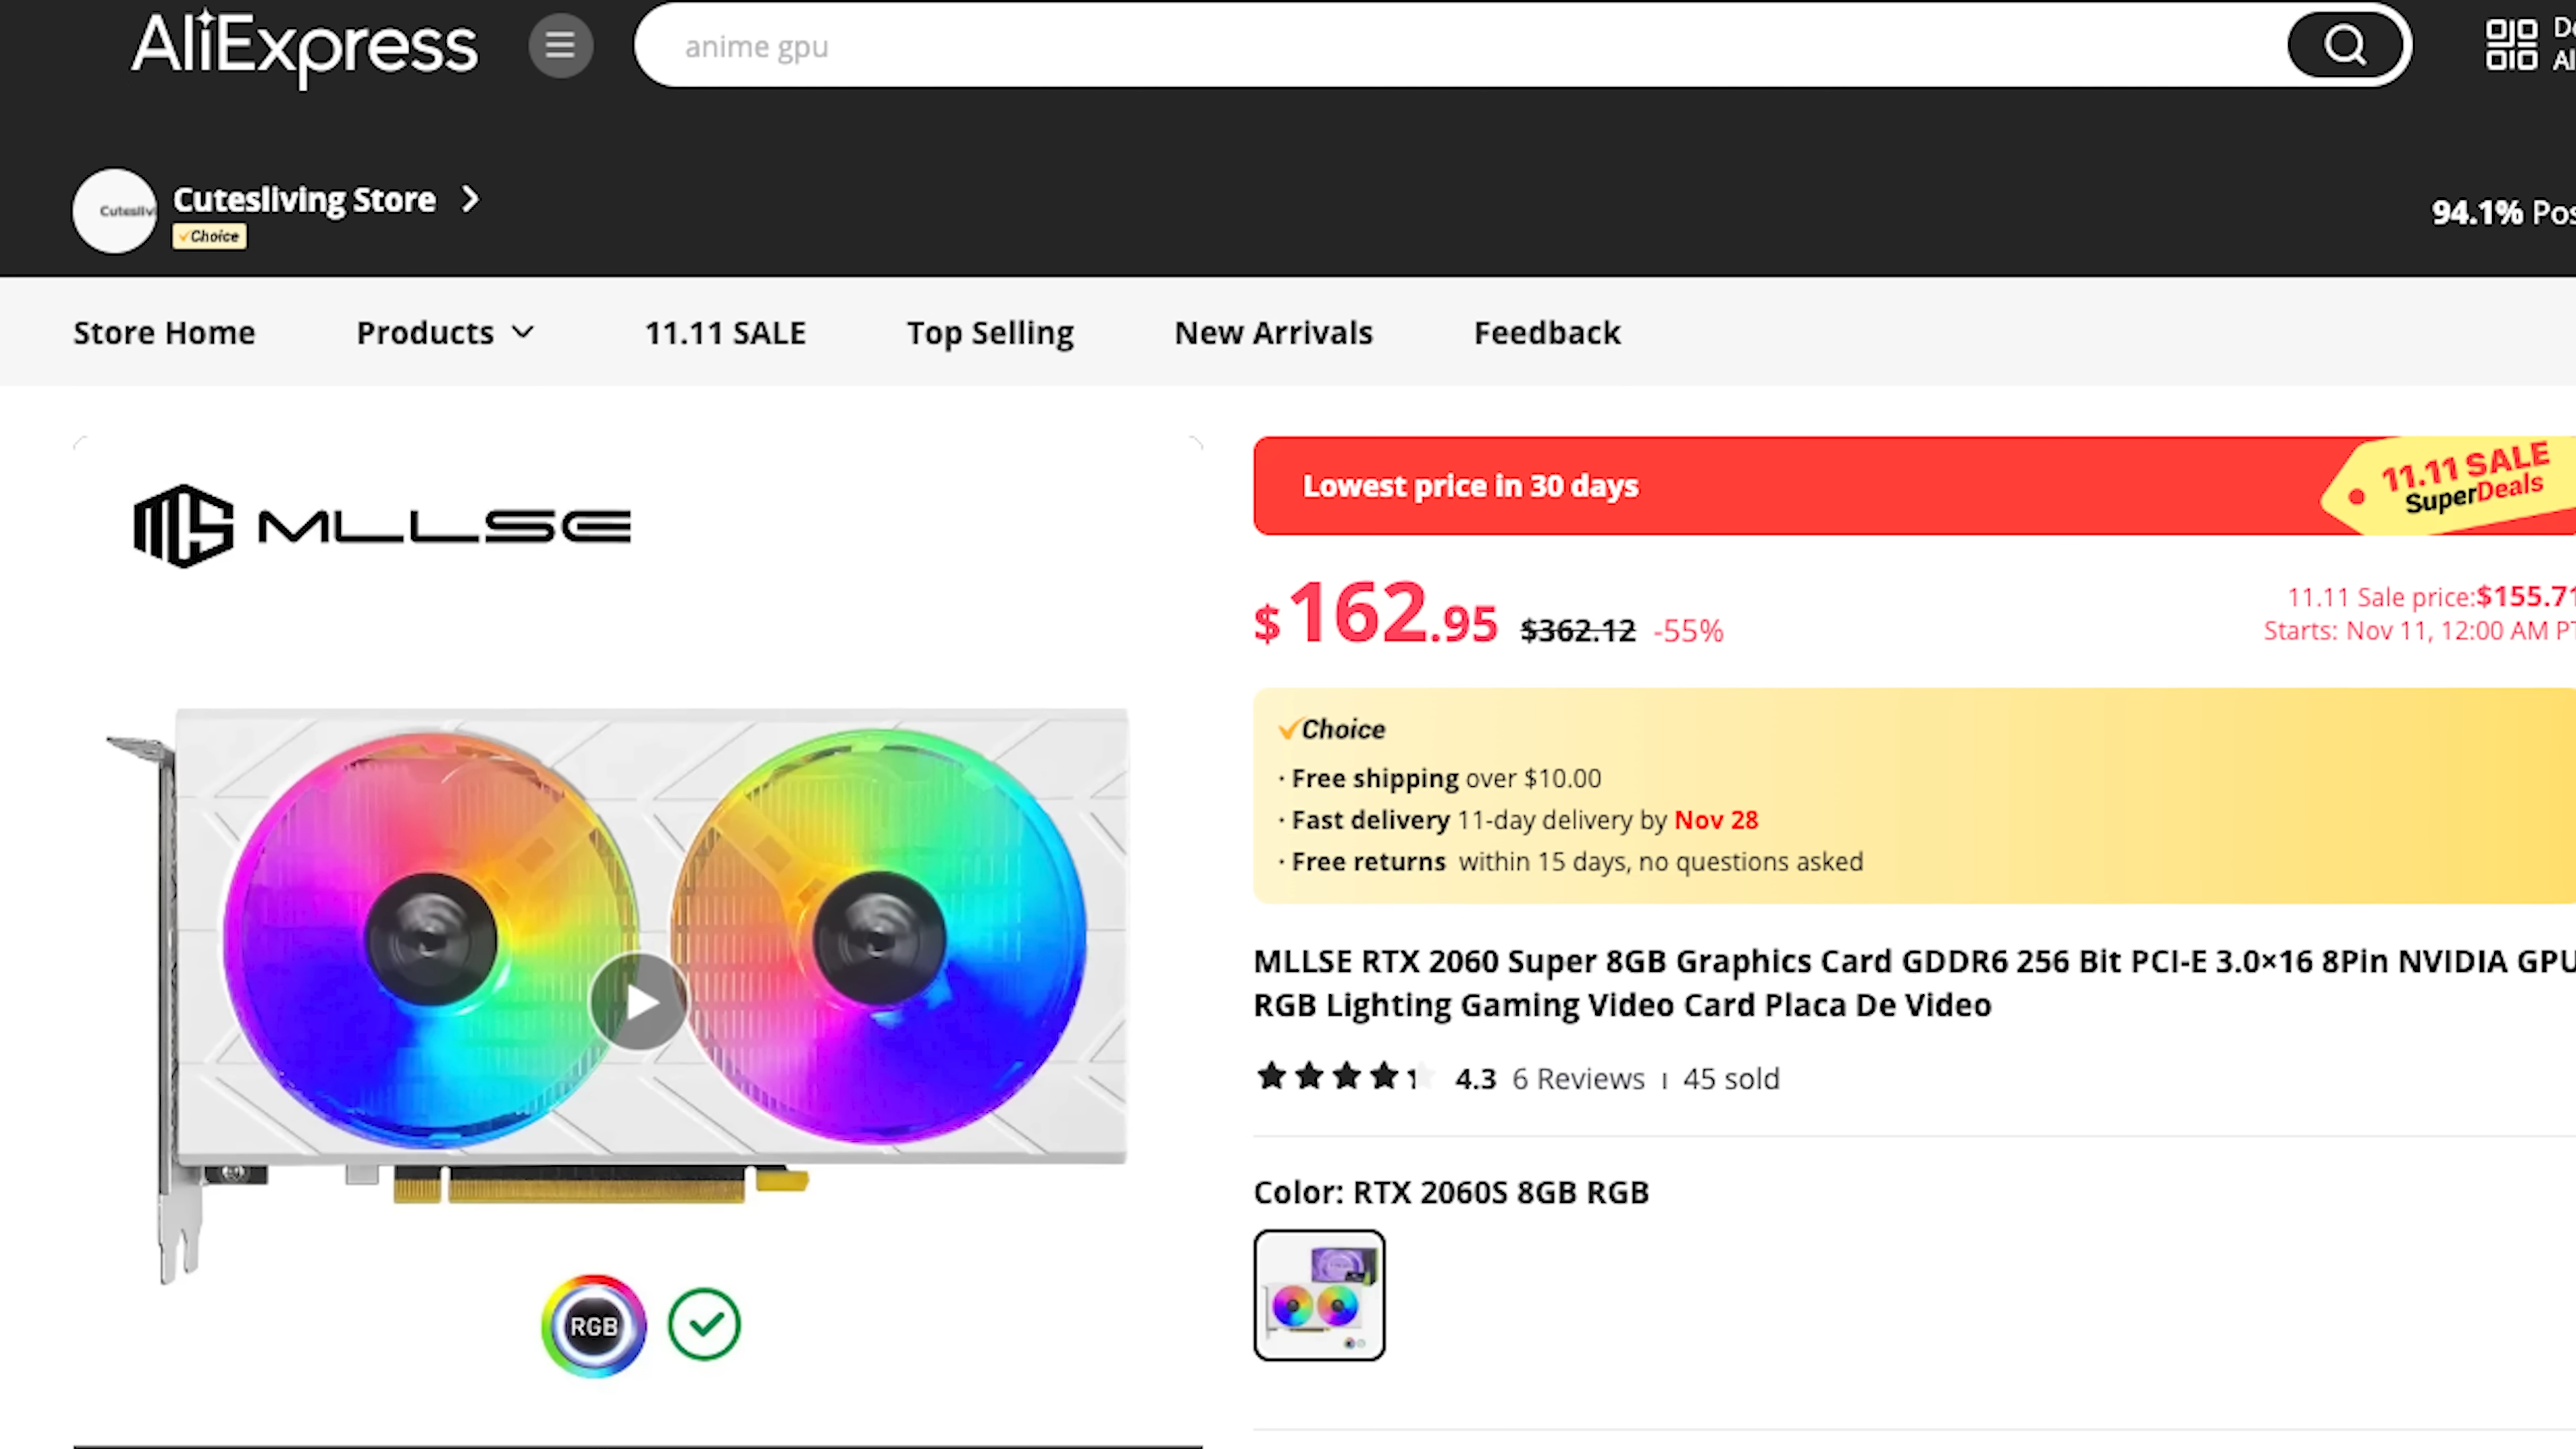 AliExpress
anime gpu
Cutesliving Store
Choice
94.1%
Store Home
Products
11.11 SALE
Top Selling
New Arrivals
Feedback
MLLSE
Lowest price in 30 days
11.11 SALE
SuperDeals
$162.95 $362.12 -55%
11.11 Sale price:$155.71
Starts: Nov 11, 12:00 AM PT
Choice
· Free shipping over $10.00
· Fast delivery 11-day delivery by Nov 28
· Free returns within 15 days, no questions asked
MLLSE RTX 2060 Super 8GB Graphics Card GDDR6 256 Bit PCI-E 3.0×16 8Pin NVIDIA GPU
RGB Lighting Gaming Video Card Placa De Video
4.3 6 Reviews | 45 sold
Color: RTX 2060S 8GB RGB
RGB